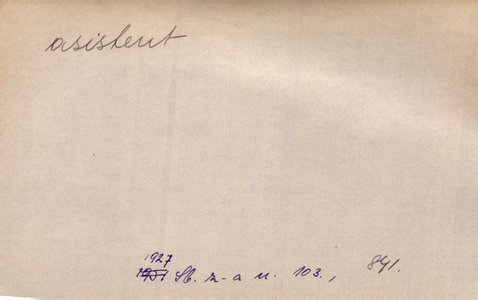 asistent
1927
Sb. z. a n. 103., 841.